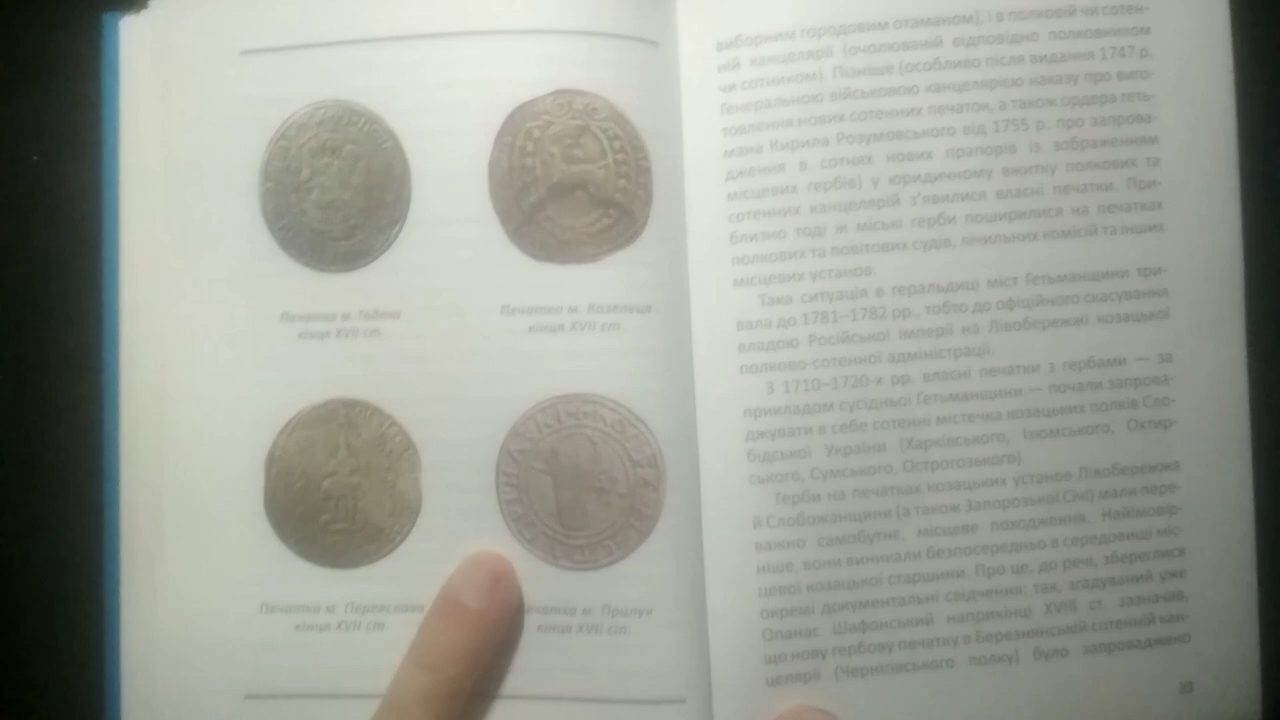 Печатка м. Гадяча
кінця XVII ст.
Печатка м. Козельця
кінця XVII ст.
Печатка м. Переяслава
кінця XVII ст.
Печатка м. Прилук
кінця XVII ст.
виборним городовим отаманом), і в полковій чи сотен-
ній канцелярії (очолюваній відповідно полковником
чи сотником). Пізніше (особливо після видання 1747 р.
Генеральною військовою канцелярією наказу про виго-
товлення нових сотенних печаток, а також ордера геть-
мана Кирила Розумовського від 1755 р. про запрова-
дження в сотнях нових прапорів із зображенням
місцевих гербів) у юридичному вжитку полкових та
сотенних канцелярій з'явилися власні печатки. При-
близно тоді ж міські герби поширилися на печатках
полкових та повітових судів, лічильних комісій та інших
місцевих установ.
Така ситуація в геральдиці міст Гетьманщини три-
вала до 1781–1782 рр., тобто до офіційного скасування
владою Російської імперії на Лівобережжі козацької
полково-сотенної адміністрації.
З 1710–1720-х рр. власні печатки з гербами — за
прикладом сусідньої Гетьманщини — почали запрова-
джувати в себе сотенні містечка козацьких полків Сло-
бідської України (Харківського, Ізюмського, Охтир-
ського, Сумського, Острогозького).
Герби на печатках козацьких установ Лівобережжя
й Слобожанщини (а також Запорозької Січі) мали пере-
важно самобутнє, місцеве походження. Найімовір-
ніше, вони виникали безпосередньо в середовищі міс-
цевої козацької старшини. Про це, до речі, збереглися
окремі документальні свідчення: так, згадуваний уже
Опанас Шафонський наприкінці XVIII ст. зазначав,
що нову гербову печатку в Березнянській сотенній кан-
целярії (Чернігівського полку) було запроваджено